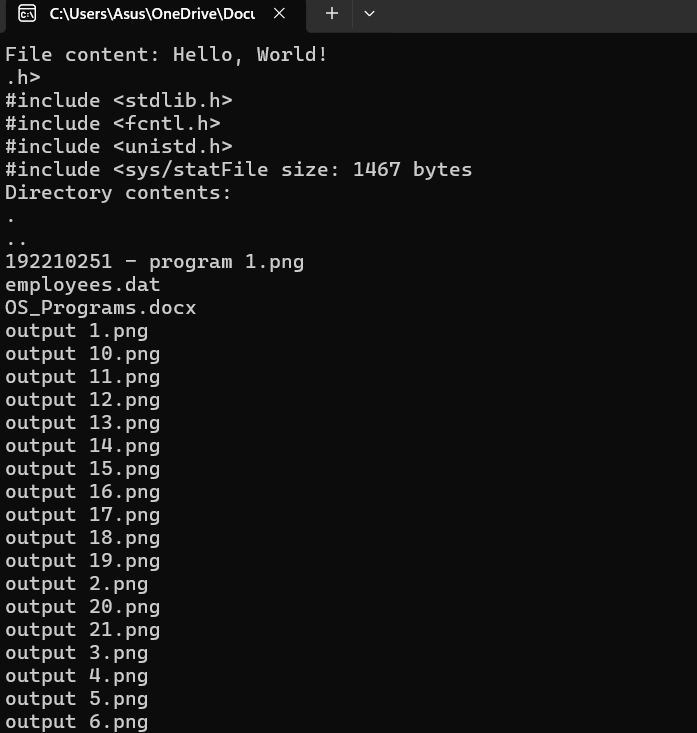 C:\Users\Asus\OneDrive\Docu
File content: Hello, World!
.h>
#include <stdlib.h>
#include <fcntl.h>
#include <unistd.h>
#include <sys/statFile size: 1467 bytes
Directory contents:
.
..
192210251 - program 1.png
employees.dat
OS_Programs.docx
output 1.png
output 10.png
output 11.png
output 12.png
output 13.png
output 14.png
output 15.png
output 16.png
output 17.png
output 18.png
output 19.png
output 2.png
output 20.png
output 21.png
output 3.png
output 4.png
output 5.png
output 6.png